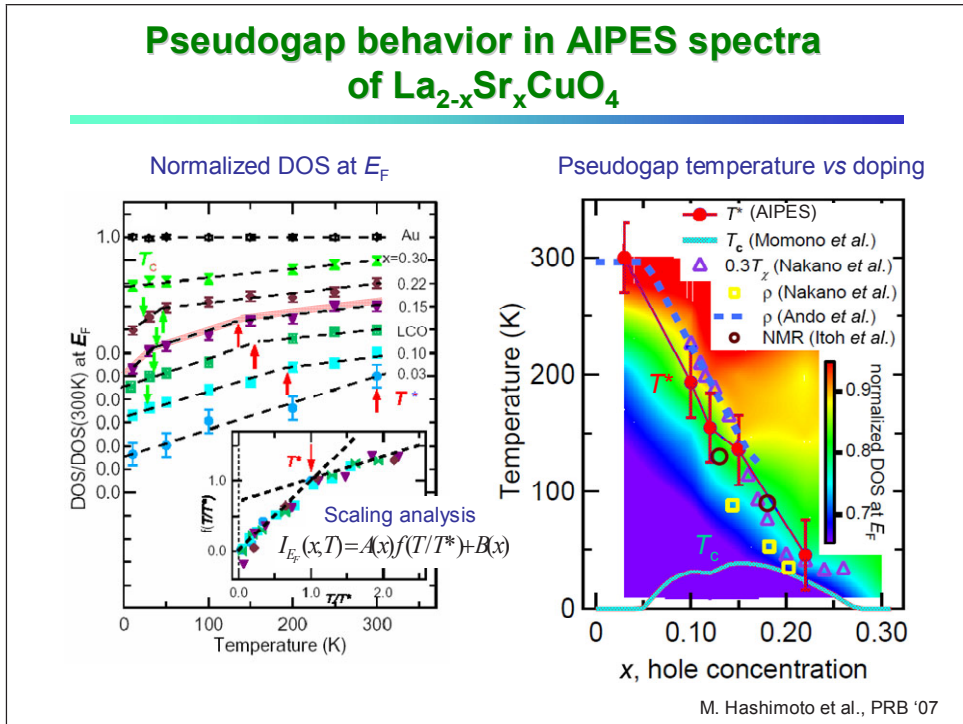 Pseudogap behavior in AIPES spectra
of La2-xSrxCuO4
Normalized DOS at EF
DOS/DOS(300K) at EF
1.0
0.0
0.0
0.0
0.0
0.0
0.0
Au
x=0.30
0.22
0.15
LCO
0.10
0.03
Tc
T*
0
100
200
300
Temperature (K)
f(T/T*)
1.0
0.0
T*
Scaling analysis
IEF(x,T)=A(x)f(T/T*)+B(x)
0.0
1.0
2.0
T/T*
Pseudogap temperature vs doping
T* (AIPES)
Tc (Momono et al.)
0.3Tχ (Nakano et al.)
ρ (Nakano et al.)
ρ (Ando et al.)
NMR (Itoh et al.)
Temperature (K)
300
200
100
0
T*
Tc
0.9
0.8
0.7
normalized DOS at EF
0
0.10
0.20
0.30
x, hole concentration
M. Hashimoto et al., PRB ‘07